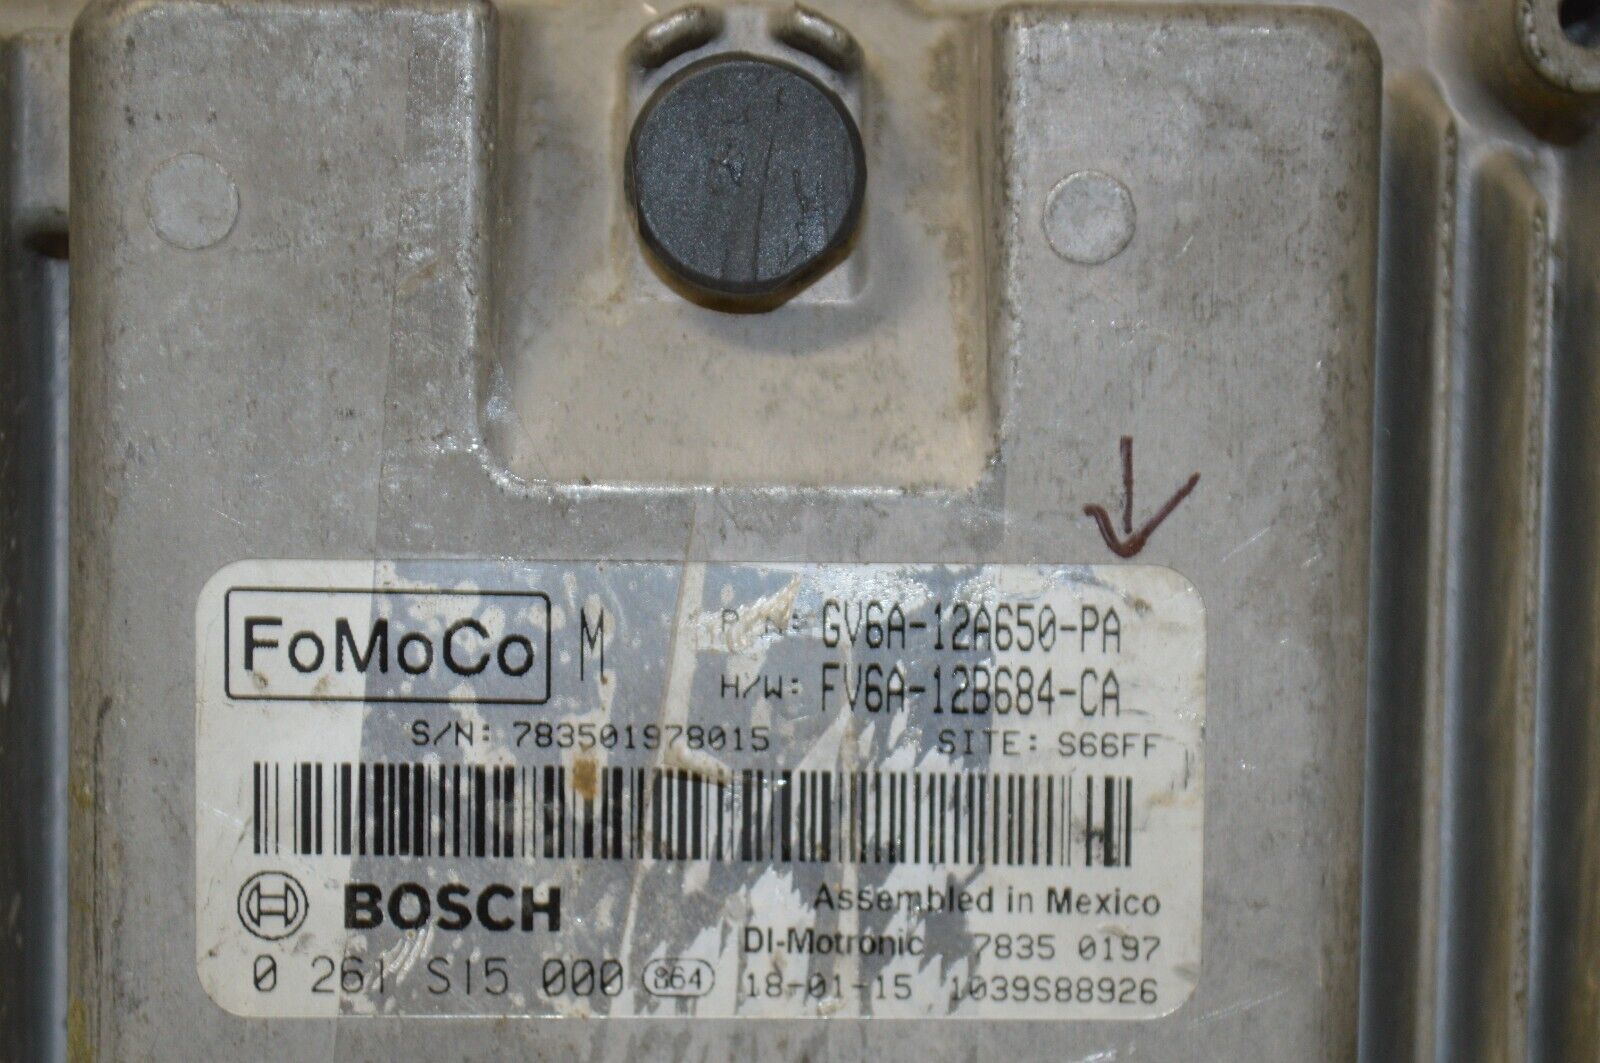 FoMoCo M P/N: GV6A-12A650-PA
H/W: FV6A-12B684-CA
S/N: 783501978015 SITE: S66FF
BOSCH Assembled in Mexico
DI-Motronic 7835 0197
0 261 S15 000 864 18-01-15 1039S88926